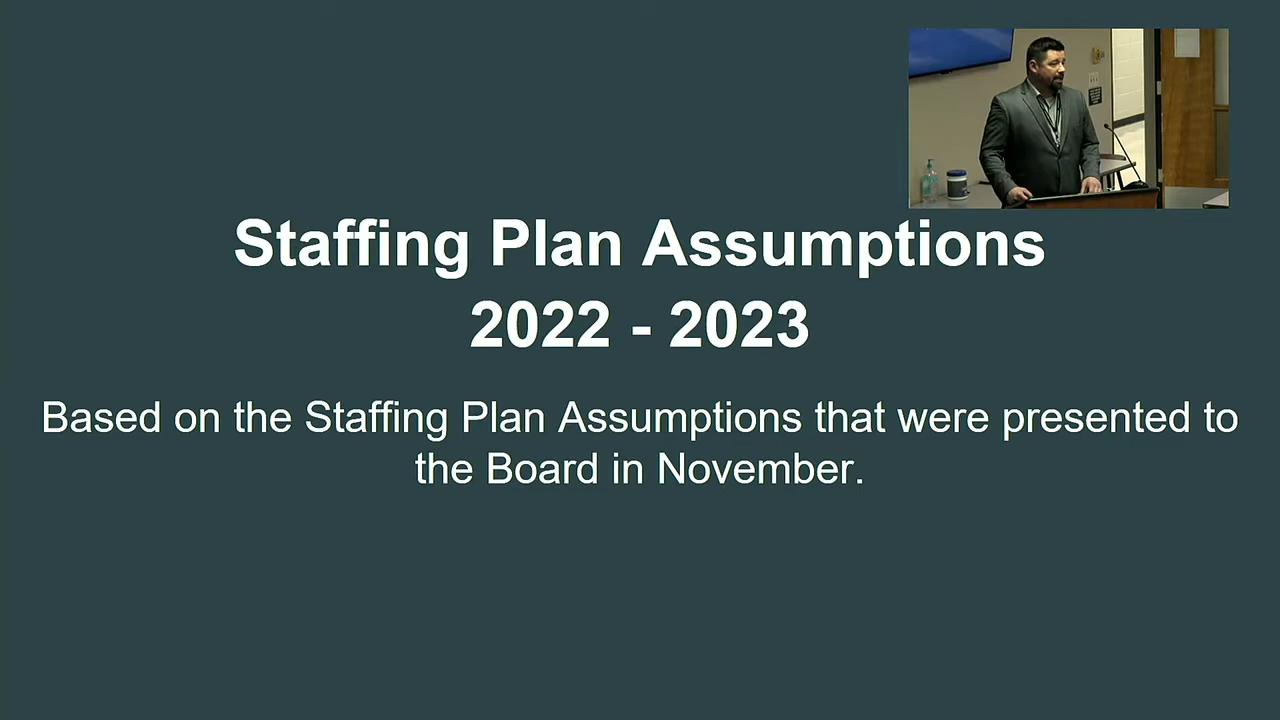 Staffing Plan Assumptions
2022 - 2023
Based on the Staffing Plan Assumptions that were presented to
the Board in November.